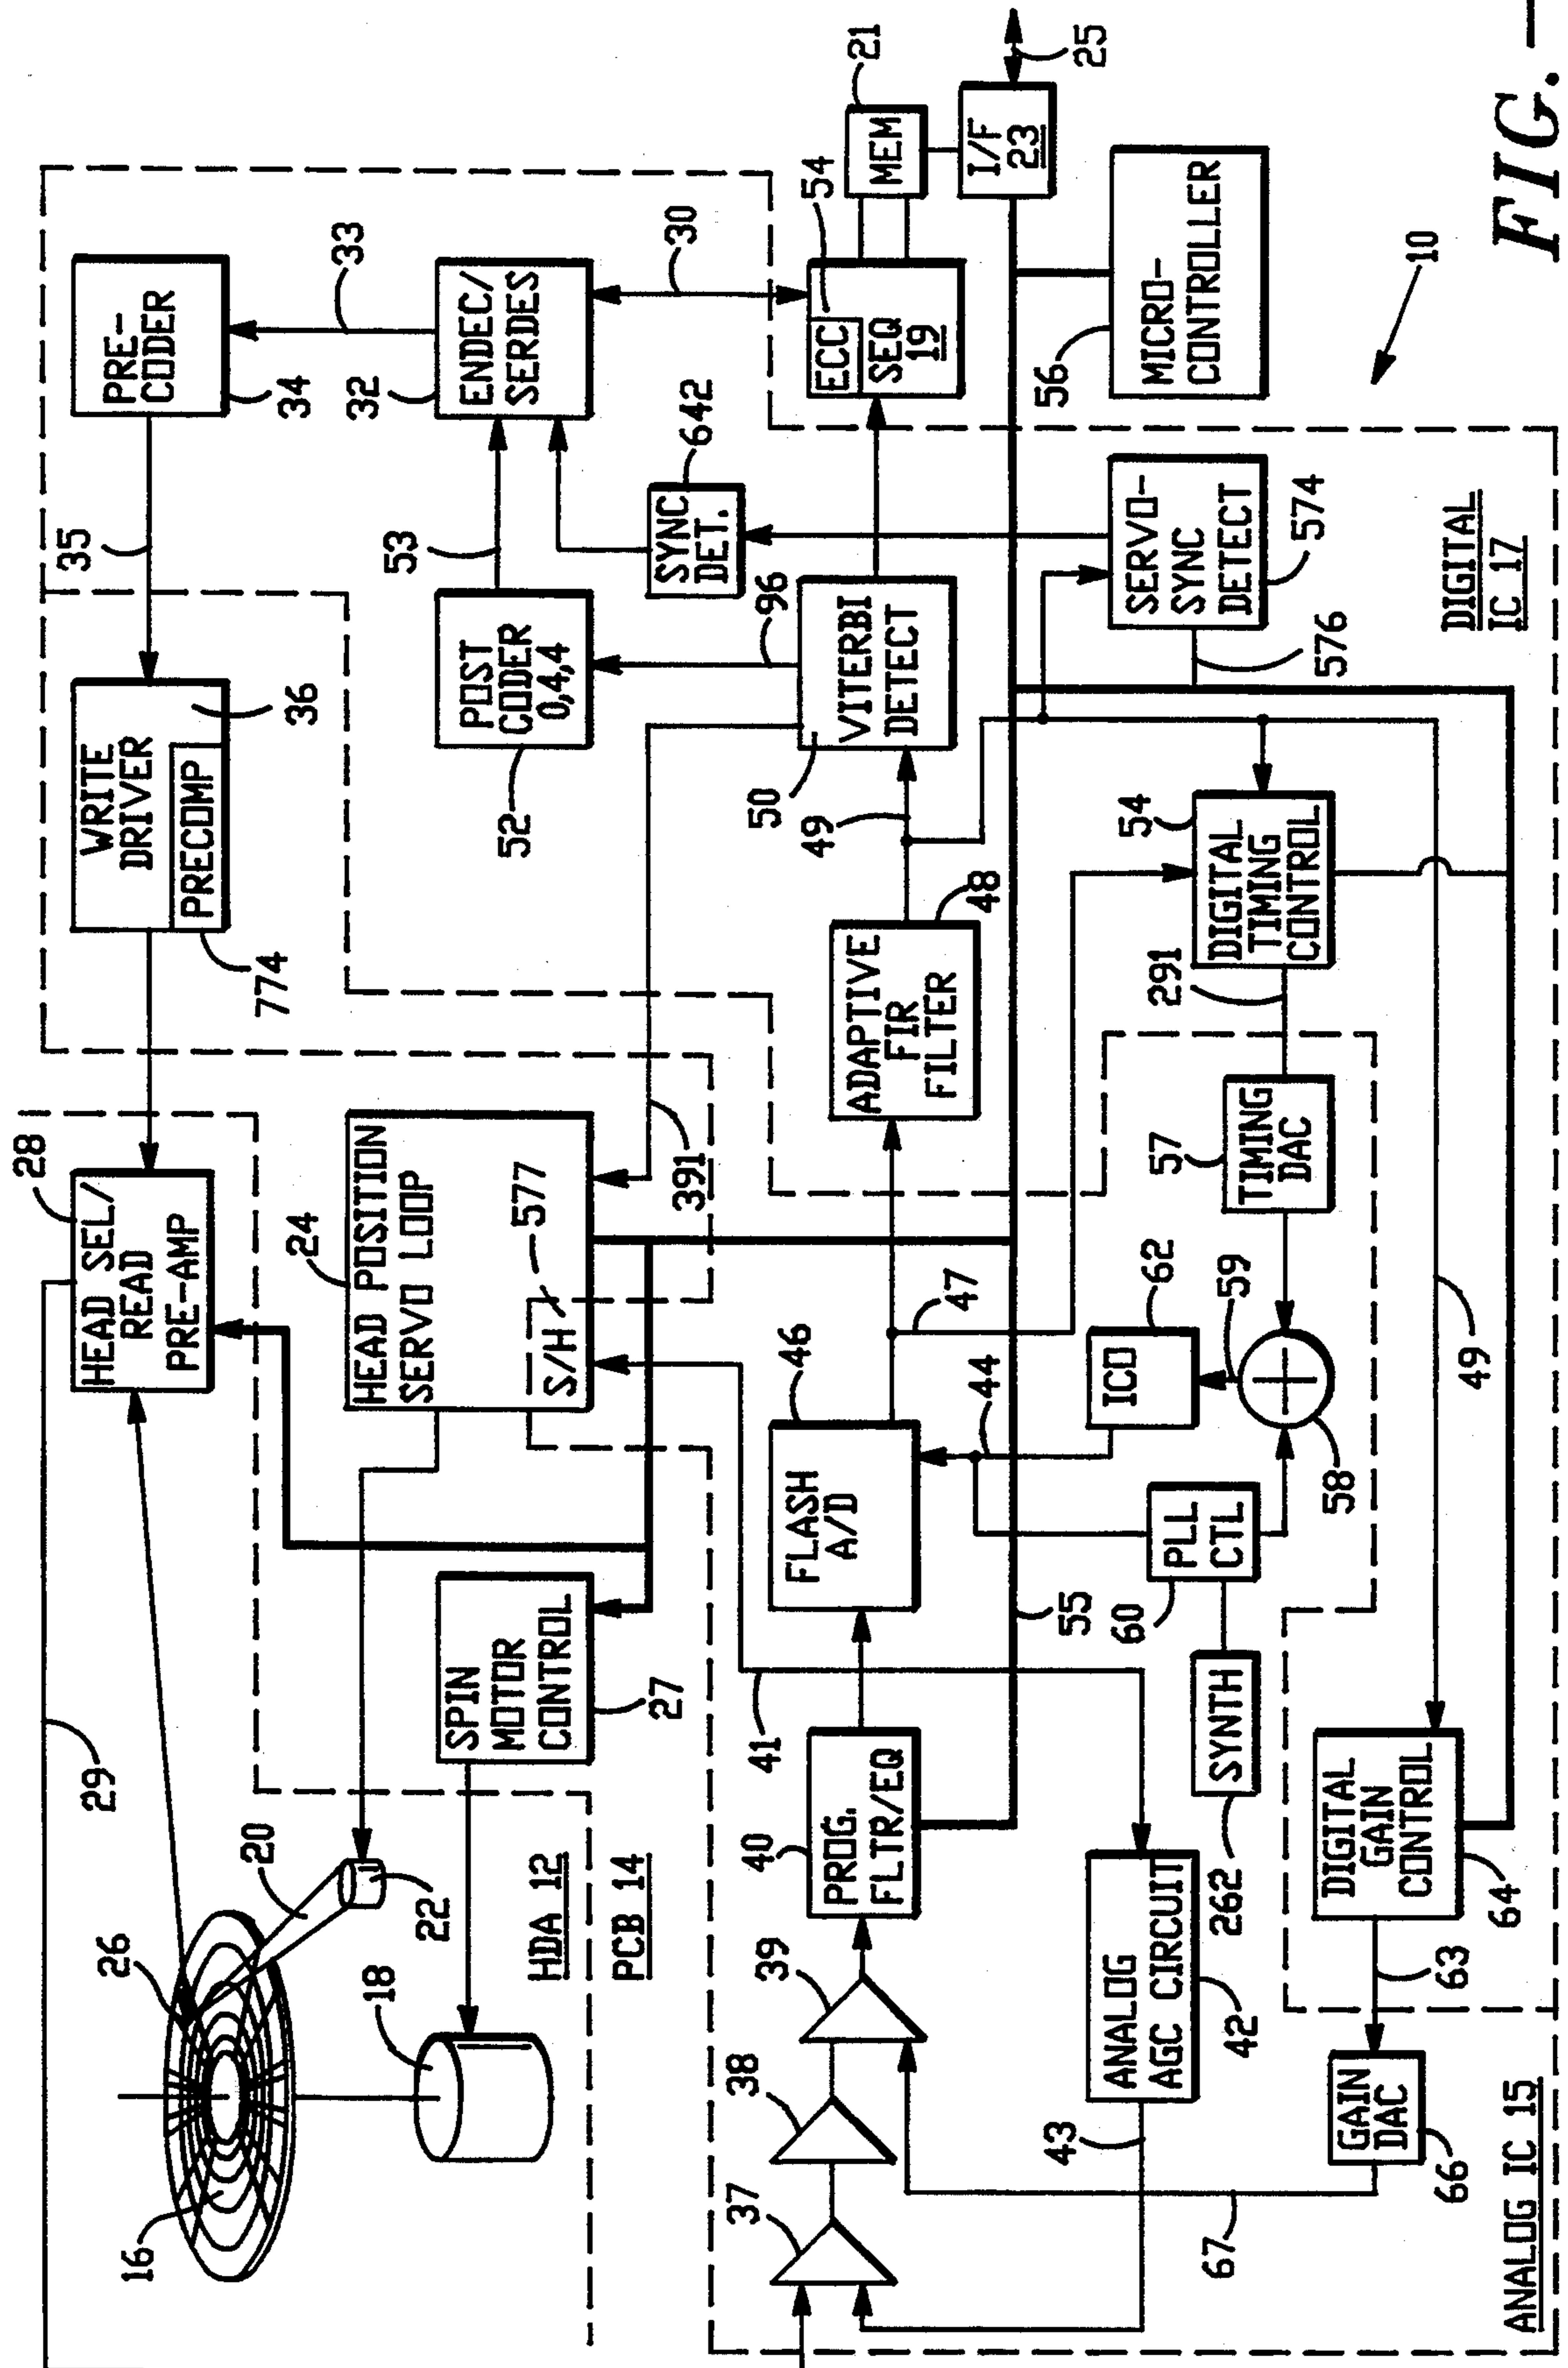 29
28
HEAD SEL/
READ
PRE-AMP
WRITE
DRIVER
PRECOMP
36
774
35
PRE-
CODER
34
33
16
26
20
22
18
24
HEAD POSITION
SERVO LOOP
S/H
577
SPIN
MOTOR
CONTROL
27
HDA 12
PCB 14
391
POST
CODER
0,4,4
52
53
ENDEC/
SERDES
32
30
SYNC
DET.
642
96
37
38
39
40
PROG.
FLTR/EQ
41
FLASH
A/D
46
47
ADAPTIVE
FIR
FILTER
48
49
50
VITERBI
DETECT
ECC
54
SEQ
19
MEM
21
I/F
23
25
55
44
43
ANALOG
AGC CIRCUIT
42
SYNTH
262
PLL
CTL
60
ICO
62
59
58
57
TIMING
DAC
291
DIGITAL
TIMING
CONTROL
54
SERVO-
SYNC
DETECT
574
576
MICRO-
CONTROLLER
56
10
67
GAIN
DAC
66
63
DIGITAL
GAIN
CONTROL
64
49
ANALOG IC 15
DIGITAL
IC 17
FIG.